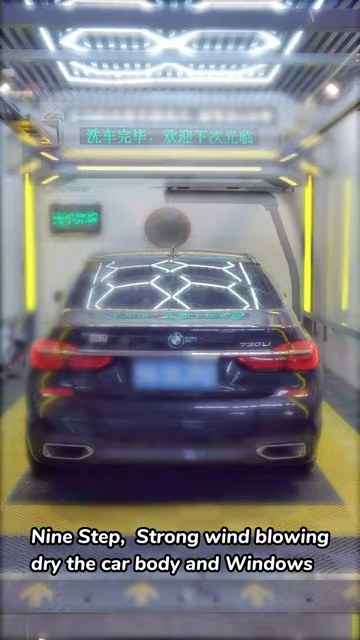 洗车完毕，欢迎下次光临
BMW
730Li
Nine Step, Strong wind blowing
dry the car body and Windows